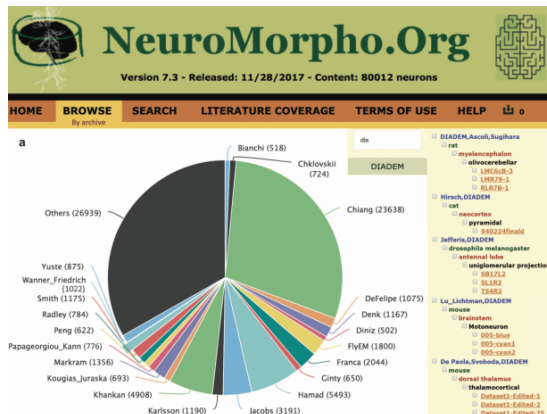 NeuroMorpho.Org
Version 7.3 - Released: 11/28/2017 - Content: 80012 neurons
HOME BROWSE SEARCH LITERATURE COVERAGE TERMS OF USE HELP 0
By archive
a
Bianchi (518)
Chklovskii
(724)
Chiang (23638)
DeFelipe (1075)
Denk (1167)
Diniz (502)
FlyEM (1800)
Franca (2044)
Ginty (650)
Hamad (5493)
Jacobs (3191)
Karlsson (1190)
Khankan (4908)
Kougias_Juraska (693)
Markram (1356)
Papageorgiou_Kann (776)
Peng (622)
Radley (784)
Smith (1175)
Wanner_Friedrich
(1022)
Yuste (875)
Others (26939)
dia
DIADEM
DIADEM,Ascoli,Sugihara
rat
myelencephalon
olivocerebellar
LMC6cB-3
LMR7S-1
RLR7B-1
Hirsch,DIADEM
cat
neocortex
pyramidal
940224finald
Jefferis,DIADEM
drosophila melanogaster
antennal lobe
uniglomerular projection
SB17L2
SL1R2
TS4R2
Lu_Lichtman,DIADEM
mouse
brainstem
Motoneuron
005-blue
005-cyan1
005-cyan2
De Paola,Svoboda,DIADEM
mouse
dorsal thalamus
thalamocortical
Dataset1-Edited-1
Dataset1-Edited-2
Dataset1-Edited-25